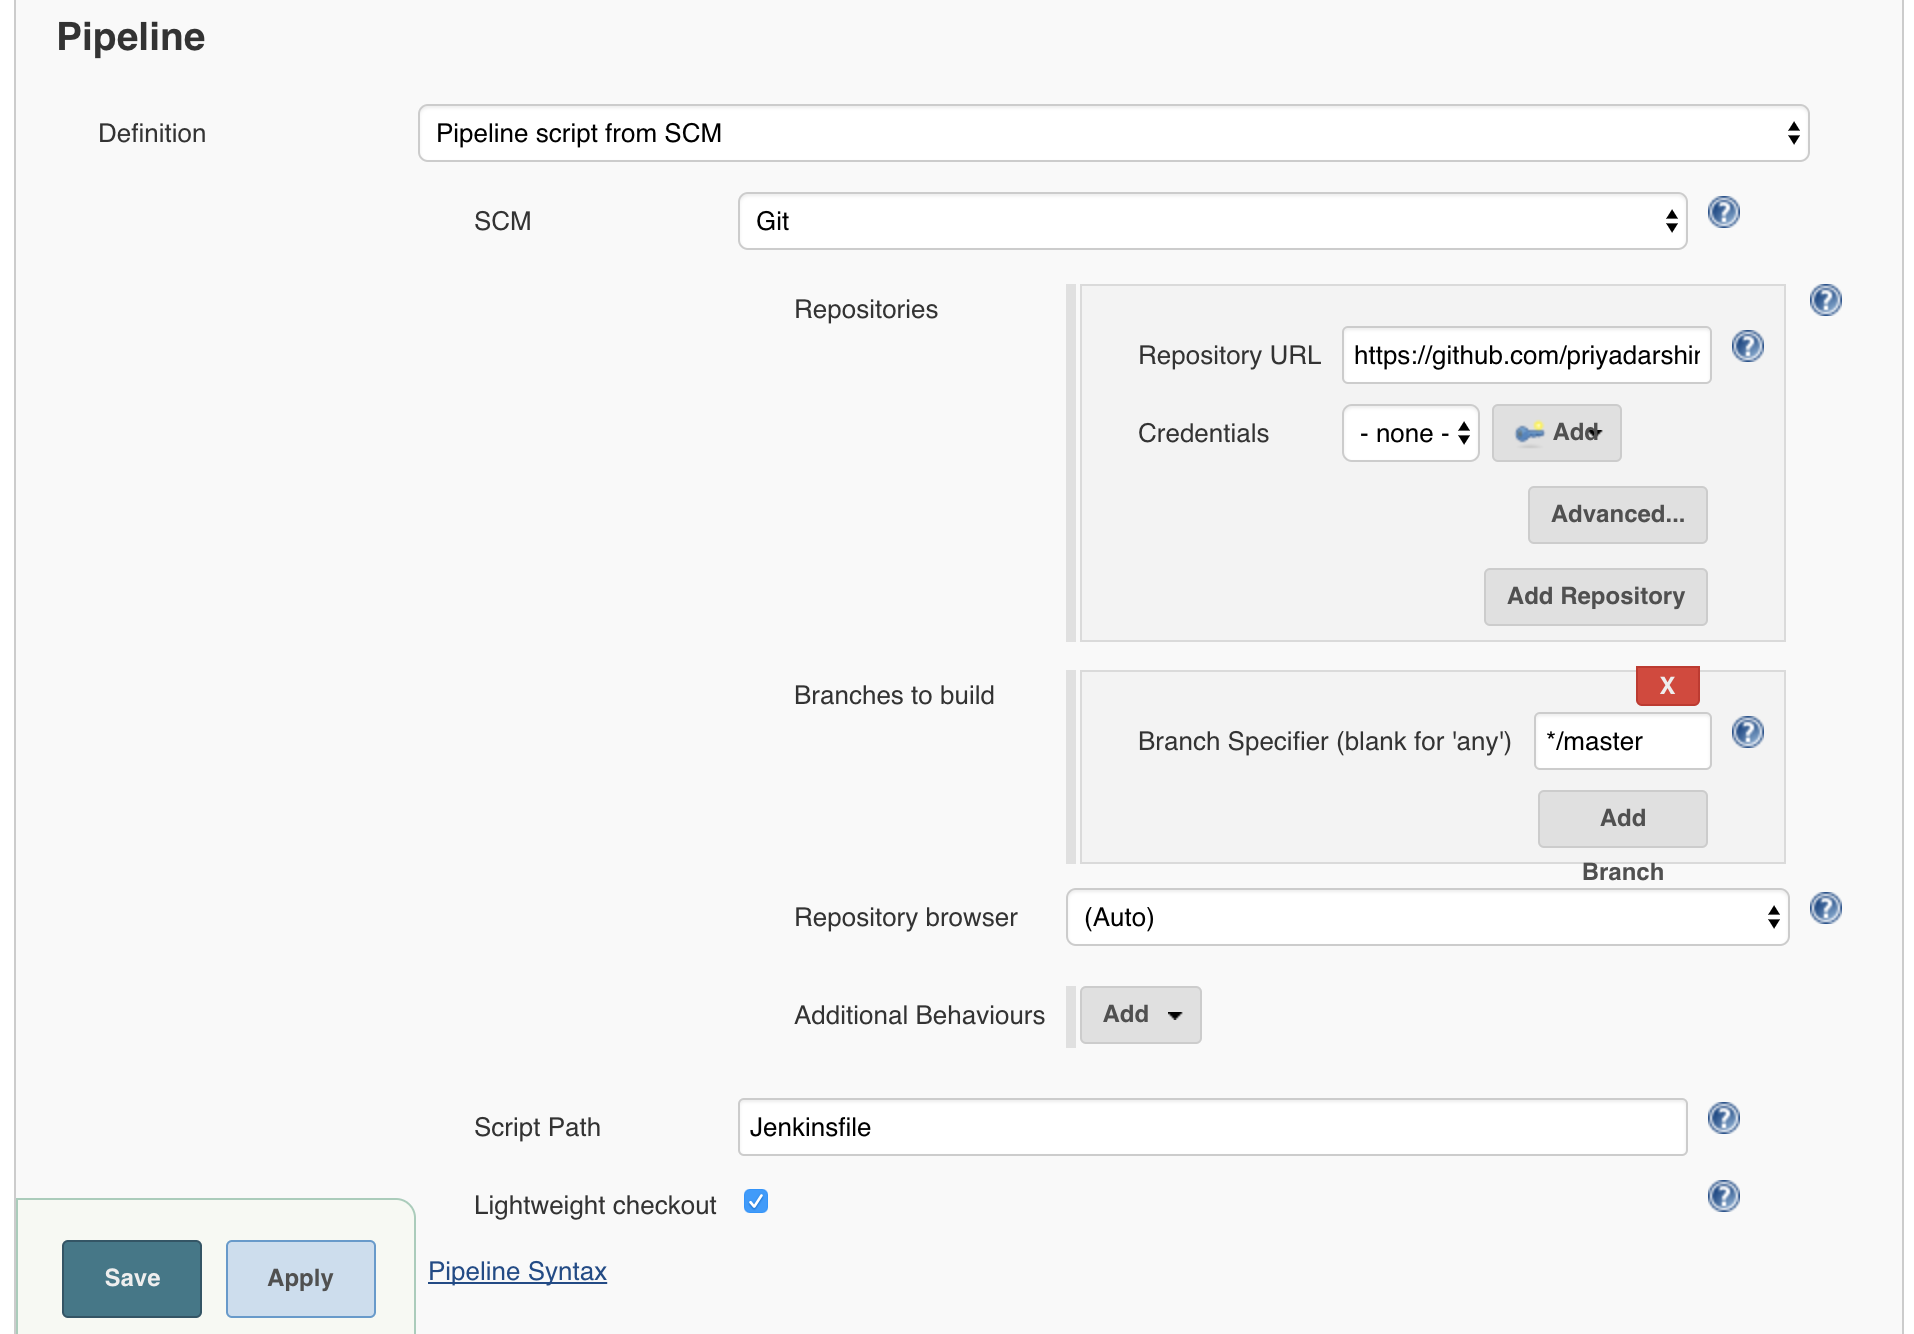 Pipeline
Definition
Pipeline script from SCM
SCM
Git
Repositories
Repository URL
https://github.com/priyadarshir
Credentials
- none -
Add
Advanced...
Add Repository
Branches to build
X
Branch Specifier (blank for 'any')
*/master
Add
Branch
Repository browser
(Auto)
Additional Behaviours
Add
Script Path
Jenkinsfile
Lightweight checkout
Save
Apply
Pipeline Syntax